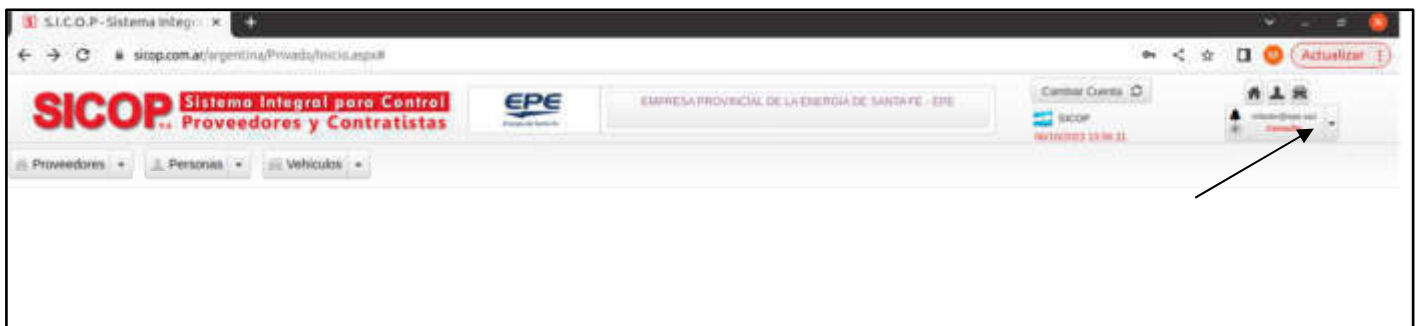 S.I.C.O.P - Sistema Integr
sicop.com.ar/argentina/Privado/Inicio.aspx#
Actualizar
SICOP Sistema Integral para Control
Proveedores y Contratistas
EPE
EMPRESA PROVINCIAL DE LA ENERGIA DE SANTA FE - EPE
Cambiar Cuenta
SICOP
Proveedores
Personas
Vehículos